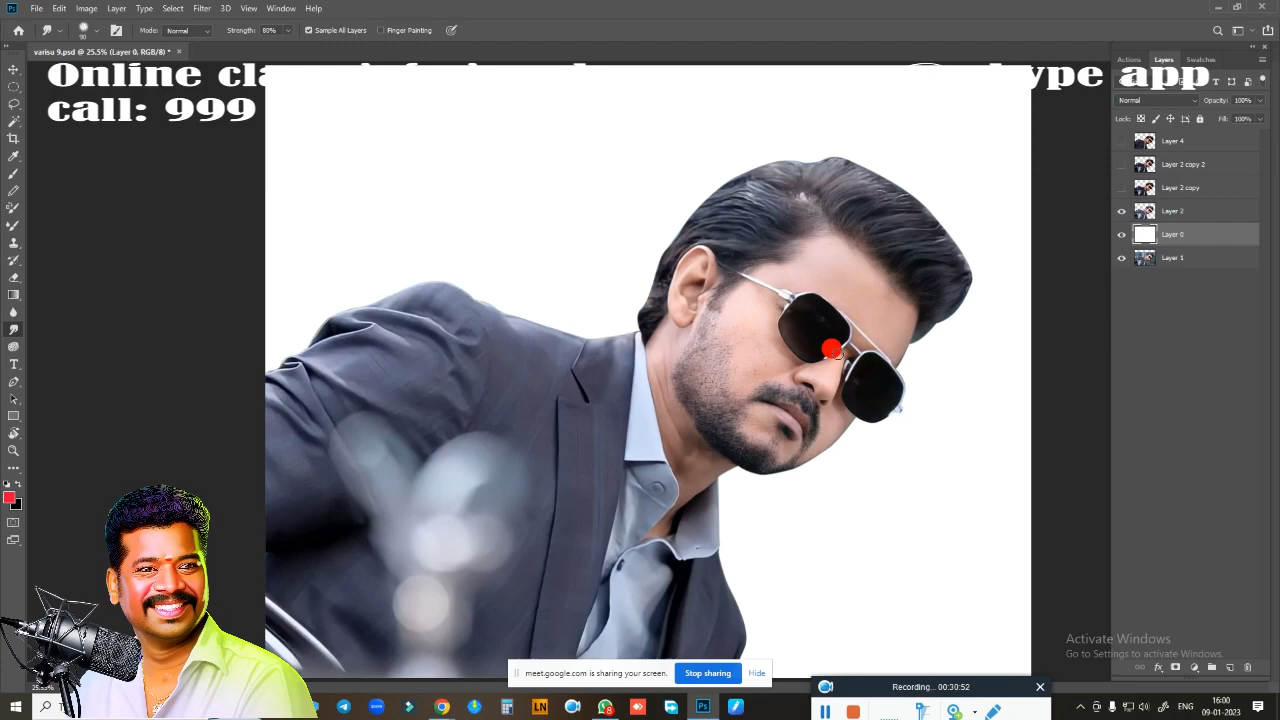 File Edit Image Layer Type Select Filter 3D View Window Help
Mode: Normal Strength: 80% Sample All Layers Finger Painting
varisu 9.psd @ 25.5% (Layer 0, RGB/8) *
Online
call: 999
app
Actions Layers Swatches
Normal Opacity: 100%
Lock: Fill: 100%
Layer 4
Layer 2 copy 2
Layer 2 copy
Layer 2
Layer 0
Layer 1
Activate Windows
Go to Settings to activate Windows.
meet.google.com is sharing your screen. Stop sharing Hide
Recording... 00:30:52
ENG 16:00
09-01-2023